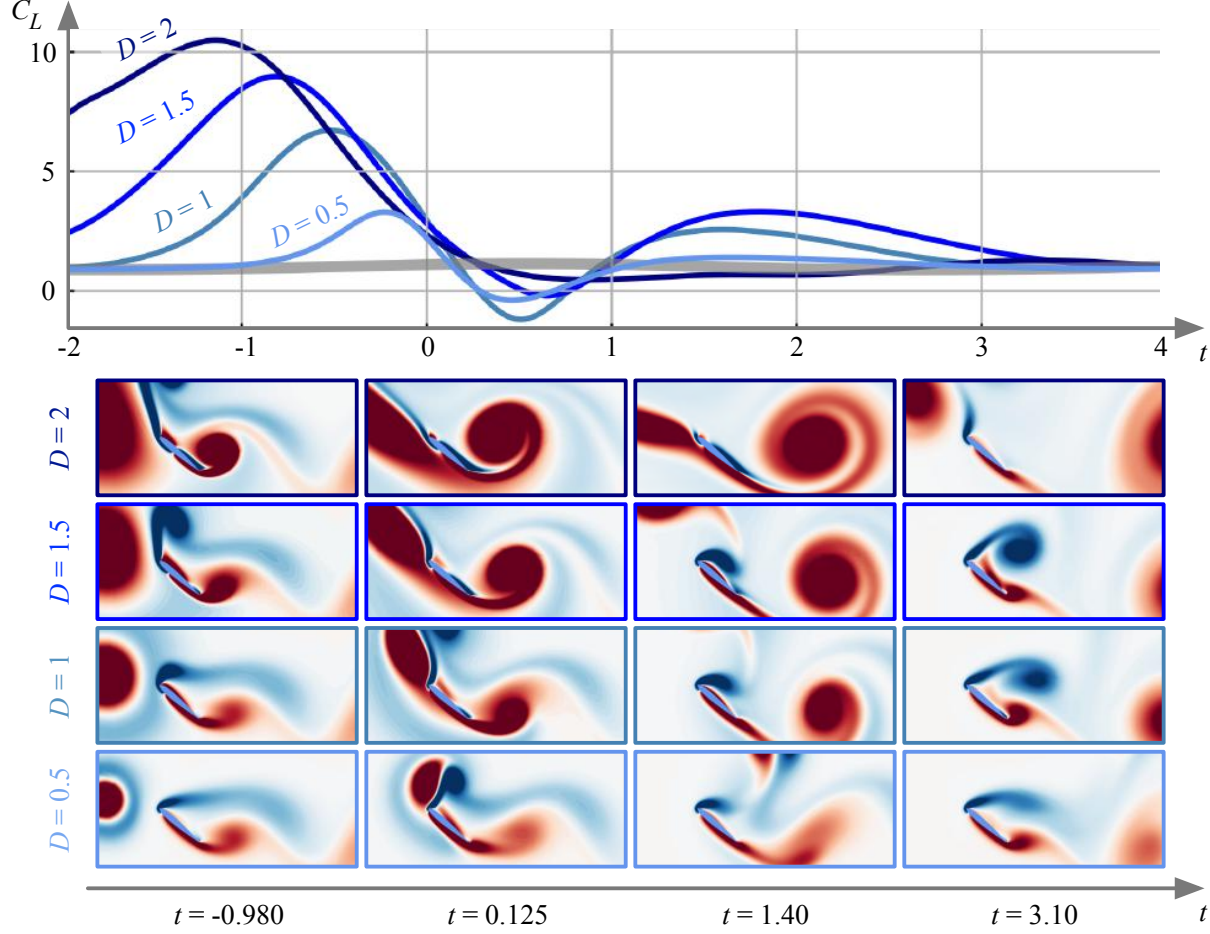 C_L
10
5
0
D = 2
D = 1.5
D = 1
D = 0.5
-2 -1 0 1 2 3 4 t
D = 2
D = 1.5
D = 1
D = 0.5
t = -0.980 t = 0.125 t = 1.40 t = 3.10 t